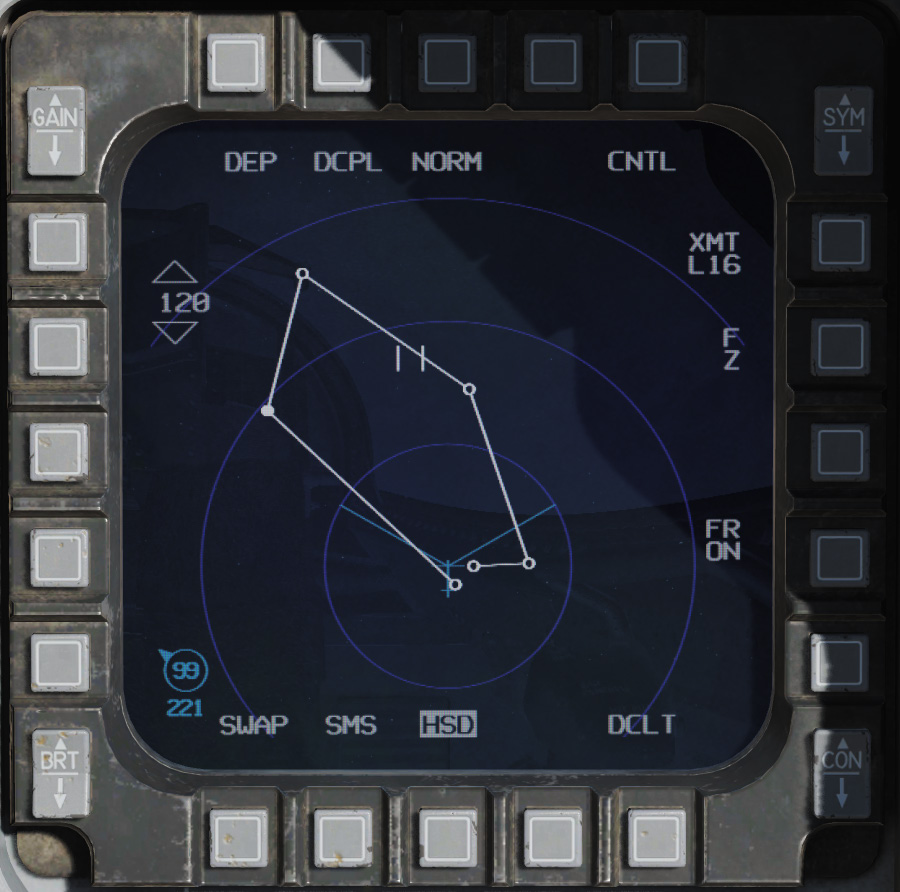 GAIN
SYM
DEP DCPL NORM CNTL
XMT
L16
120
F
Z
FR
ON
99
221
SWAP SMS HSD DCLT
BRT
CON